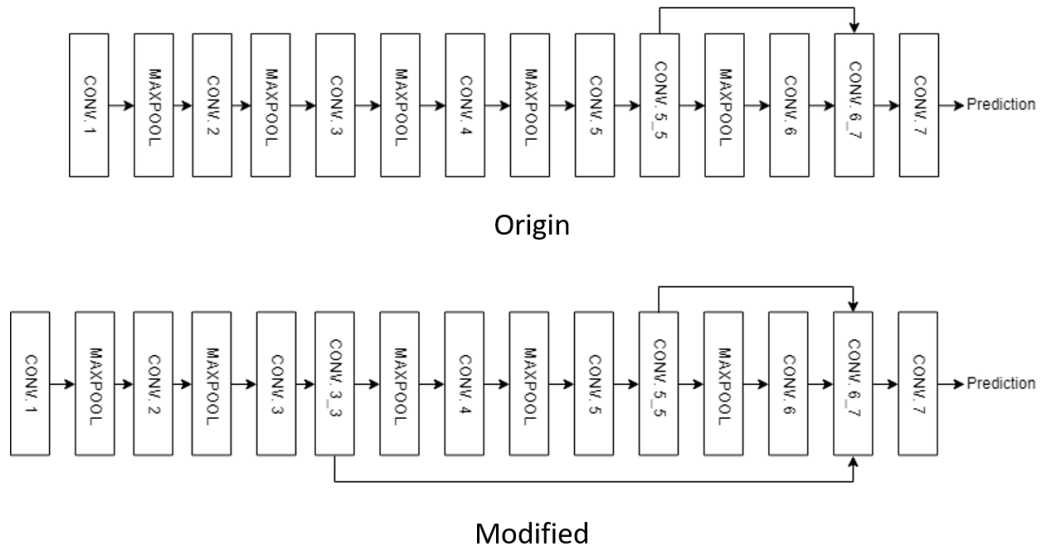 CONV. 1
MAXPOOL
CONV. 2
MAXPOOL
CONV. 3
MAXPOOL
CONV. 4
MAXPOOL
CONV. 5
CONV. 5_5
MAXPOOL
CONV. 6
CONV. 6_7
CONV. 7
Prediction
Origin
CONV. 1
MAXPOOL
CONV. 2
MAXPOOL
CONV. 3
CONV. 3_3
MAXPOOL
CONV. 4
MAXPOOL
CONV. 5
CONV. 5_5
MAXPOOL
CONV. 6
CONV. 6_7
CONV. 7
Prediction
Modified